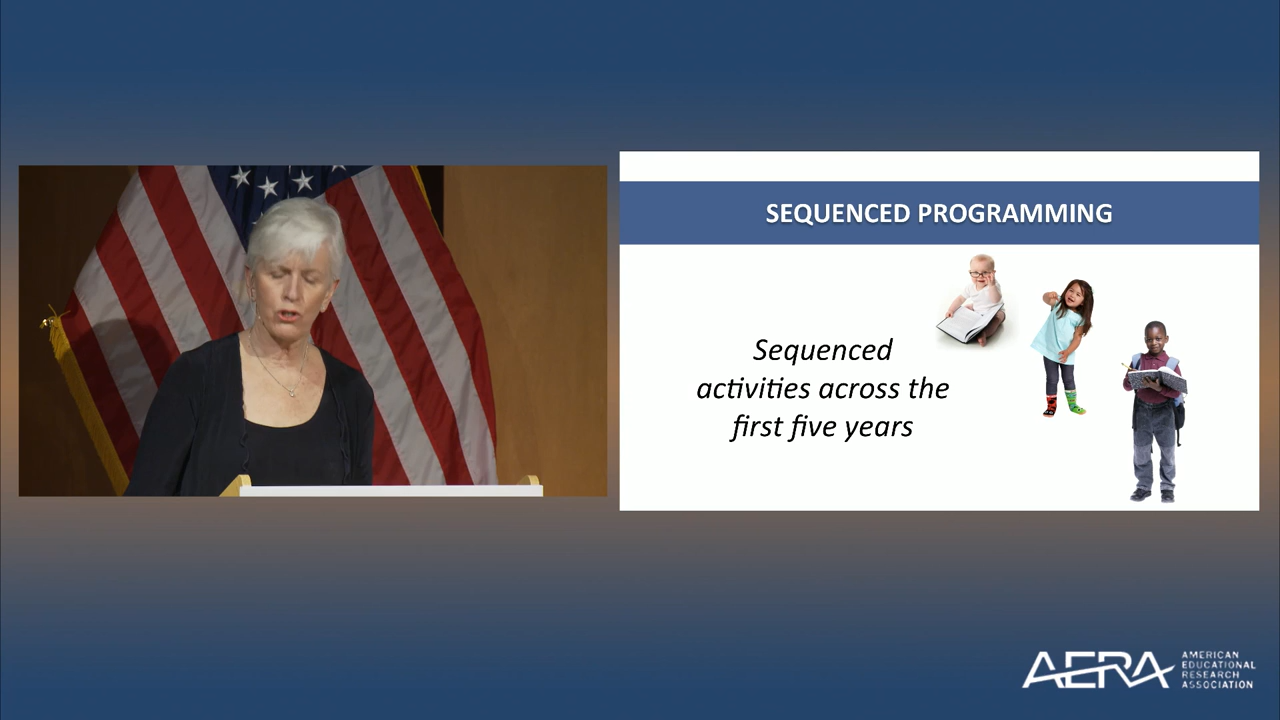 SEQUENCED PROGRAMMING
Sequenced
activities across the
first five years
AERA
AMERICAN
EDUCATIONAL
RESEARCH
ASSOCIATION